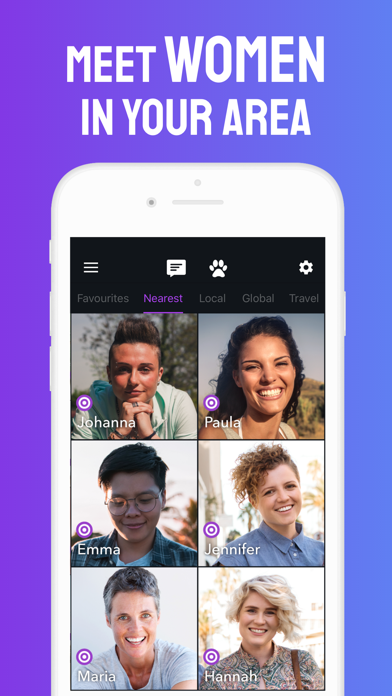 MEET WOMEN
IN YOUR AREA
Favourites Nearest Local Global Travel
Johanna Paula
Emma Jennifer
Maria Hannah